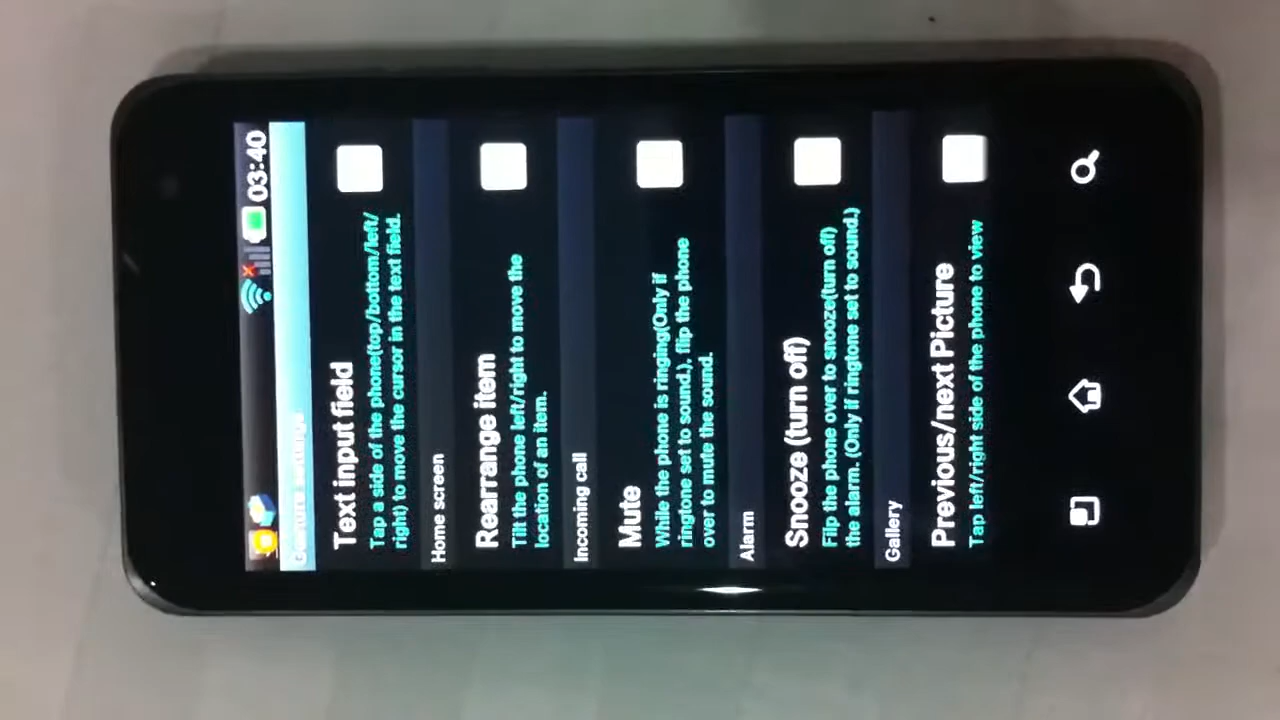 03:40
Gesture settings
Text input field
Tap a side of the phone(top/bottom/left/
right) to move the cursor in the text field.
Home screen
Rearrange item
Tilt the phone left/right to move the
location of an item.
Incoming call
Mute
While the phone is ringing(Only if
ringtone set to sound.), flip the phone
over to mute the sound.
Alarm
Snooze (turn off)
Flip the phone over to snooze(turn off)
the alarm. (Only if ringtone set to sound.)
Gallery
Previous/next Picture
Tap left/right side of the phone to view